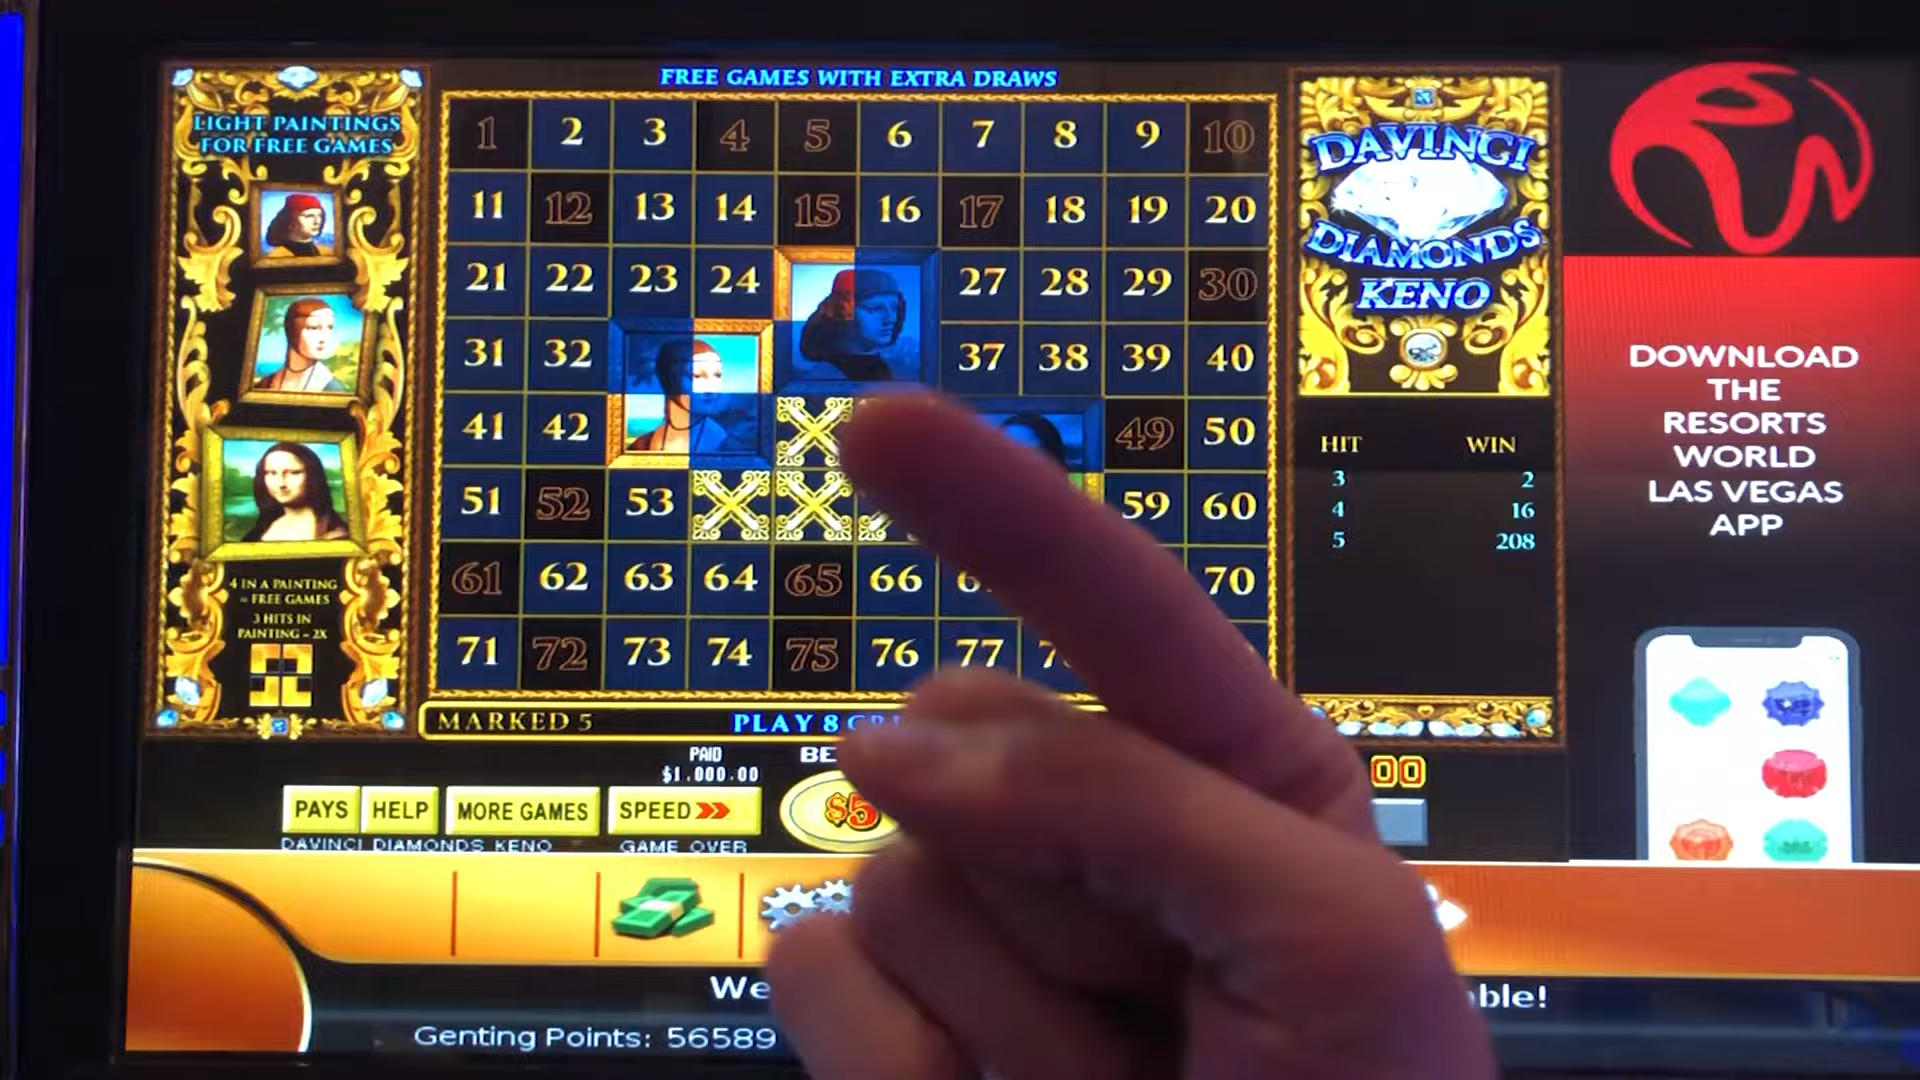 FREE GAMES WITH EXTRA DRAWS
LIGHT PAINTINGS
FOR FREE GAMES
4 IN A PAINTING
= FREE GAMES
3 HITS IN
PAINTING = 2X
1 2 3 4 5 6 7 8 9 10
11 12 13 14 15 16 17 18 19 20
21 22 23 24 27 28 29 30
31 32 37 38 39 40
41 42 49 50
51 52 53 59 60
61 62 63 64 65 66 70
71 72 73 74 75 76 77
MARKED 5
PLAY 8
DAVINCI
DIAMONDS
KENO
HIT WIN
3 2
4 16
5 208
DOWNLOAD
THE
RESORTS
WORLD
LAS VEGAS
APP
PAID
$1,000.00
PAYS
HELP
MORE GAMES
SPEED
$5
00
DAVINCI DIAMONDS KENO
GAME OVER
Genting Points: 56589